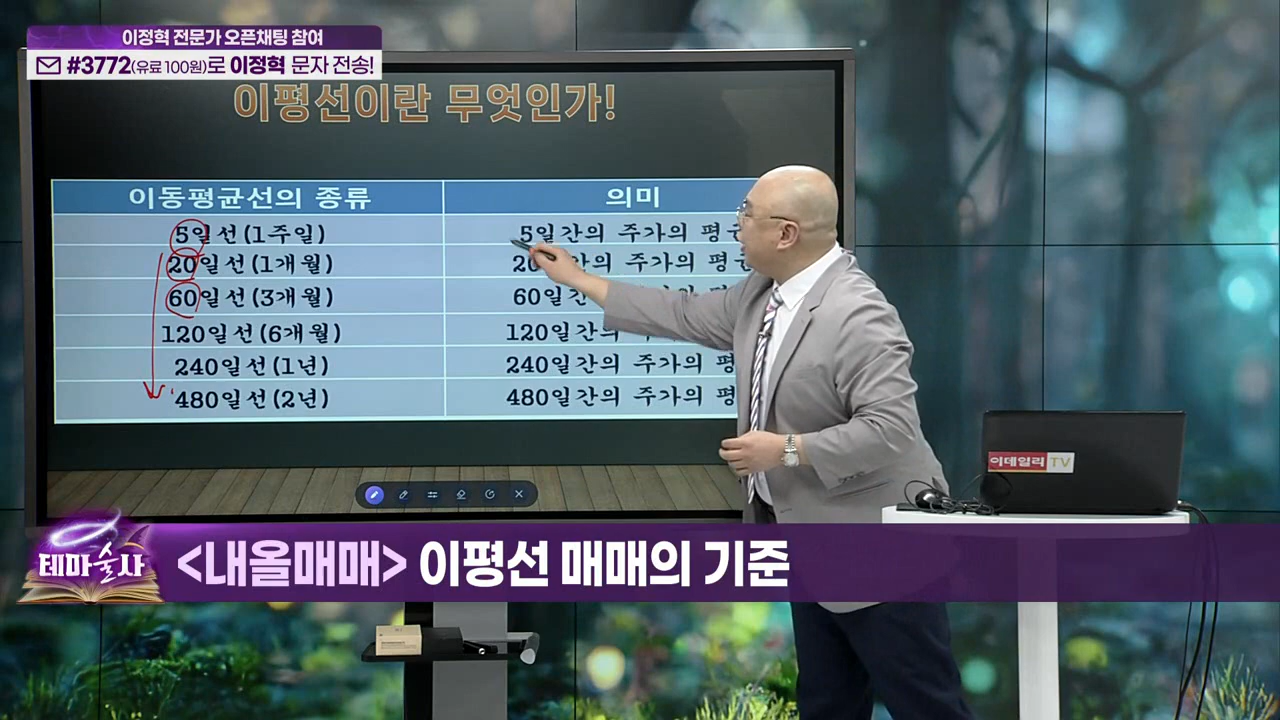 이정혁 전문가 오픈채팅 참여
#3772(유료 100원)로 이정혁 문자 전송!
이평선이란 무엇인가!
이동평균선의 종류 의미
5일선(1주일) 5일간의 주가의
20일선(1개월) 주가의
60일선(3개월) 60일간
120일선(6개월) 120일간의
240일선(1년) 240일간의 주가의
480일선(2년) 480일간의 주가의
이데일리TV
테마술사
<내올매매> 이평선 매매의 기준